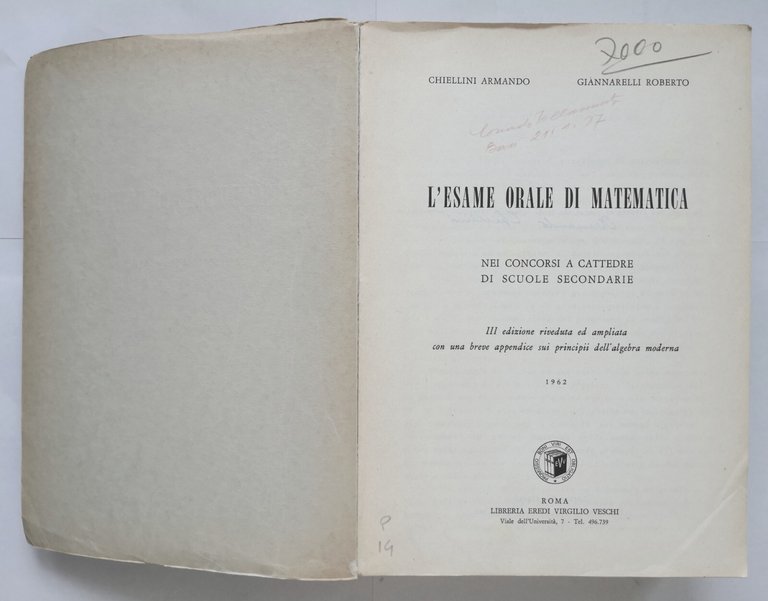 7000
CHIELLINI ARMANDO GIANNARELLI ROBERTO
L'ESAME ORALE DI MATEMATICA
NEI CONCORSI A CATTEDRE
DI SCUOLE SECONDARIE
III edizione riveduta ed ampliata
con una breve appendice sui principii dell'algebra moderna
1962
ROMA
LIBRERIA EREDI VIRGILIO VESCHI
Viale dell'Università, 7 - Tel. 496.739
P
14